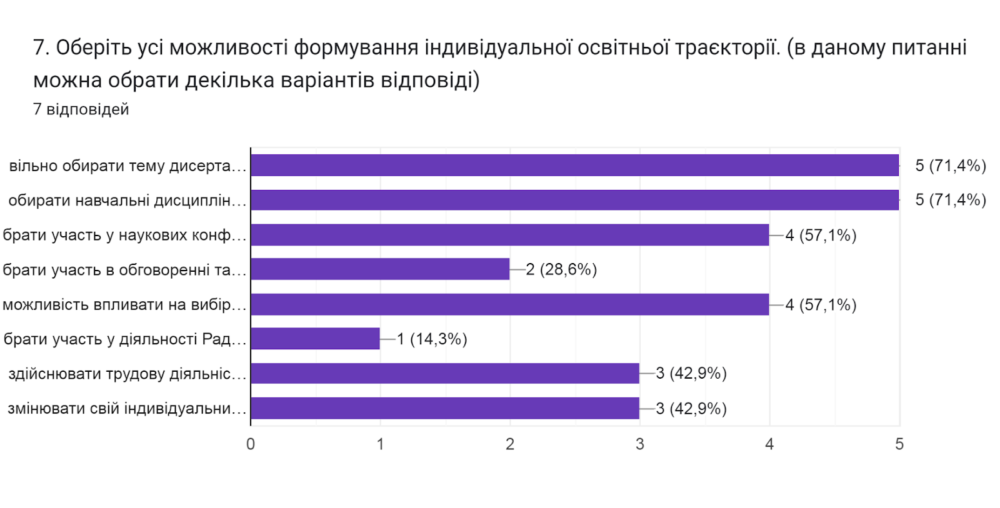 7. Оберіть усі можливості формування індивідуальної освітньої траєкторії. (в даному питанні
можна обрати декілька варіантів відповіді)
7 відповідей
вільно обирати тему дисерта… 5 (71,4%)
обирати навчальні дисциплін… 5 (71,4%)
брати участь у наукових конф… 4 (57,1%)
брати участь в обговоренні та… 2 (28,6%)
можливість впливати на вибір… 4 (57,1%)
брати участь у діяльності Рад… 1 (14,3%)
здійснювати трудову діяльніс… 3 (42,9%)
змінювати свій індивідуальни… 3 (42,9%)
0 1 2 3 4 5